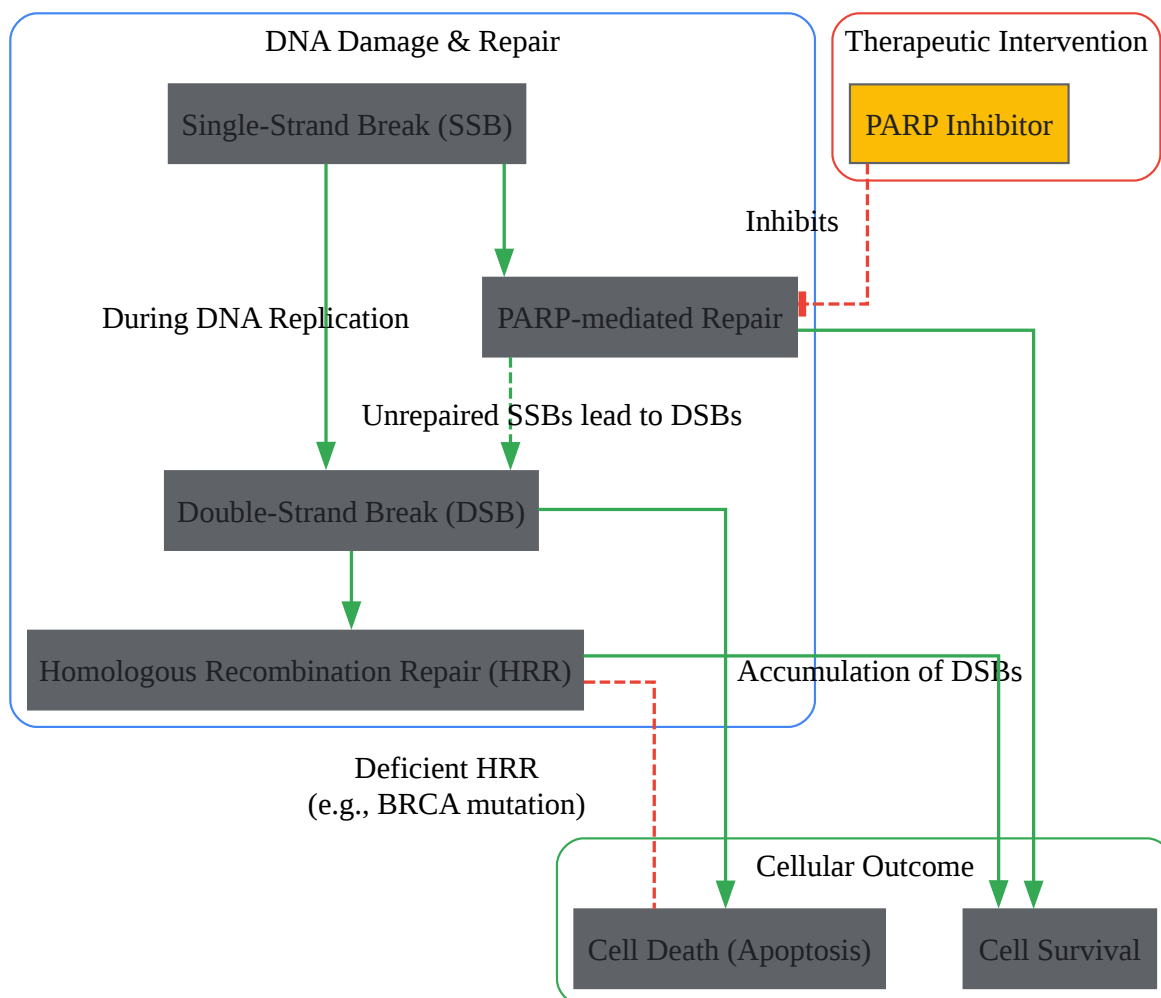 DNA Damage & Repair
Therapeutic Intervention
Single-Strand Break (SSB)
PARP Inhibitor
Inhibits
During DNA Replication
PARP-mediated Repair
Unrepaired SSBs lead to DSBs
Double-Strand Break (DSB)
Homologous Recombination Repair (HRR)
Accumulation of DSBs
Deficient HRR
(e.g., BRCA mutation)
Cellular Outcome
Cell Death (Apoptosis)
Cell Survival